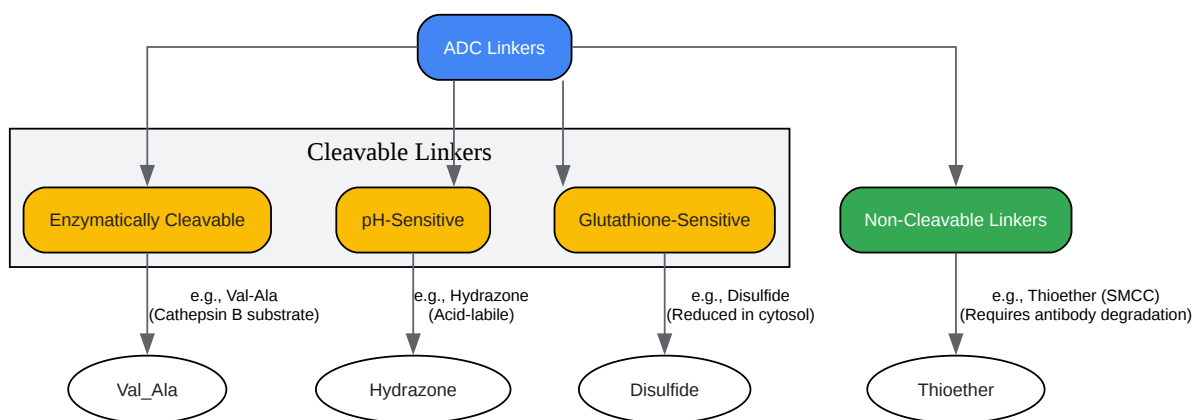 ADC Linkers
Cleavable Linkers
Enzymatically Cleavable
pH-Sensitive
Glutathione-Sensitive
Non-Cleavable Linkers
e.g., Val-Ala
(Cathepsin B substrate)
e.g., Hydrazone
(Acid-labile)
e.g., Disulfide
(Reduced in cytosol)
e.g., Thioether (SMCC)
(Requires antibody degradation)
Val_Ala
Hydrazone
Disulfide
Thioether